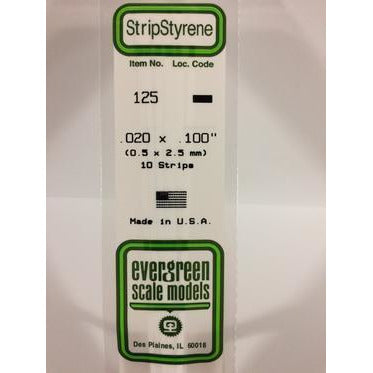 StripStyrene
Item No. Loc. Code
125
.020 x .100"
(0.5 x 2.5 mm)
10 Strips
Made in U.S.A.
evergreen
scale models
Des Plaines, IL 60018